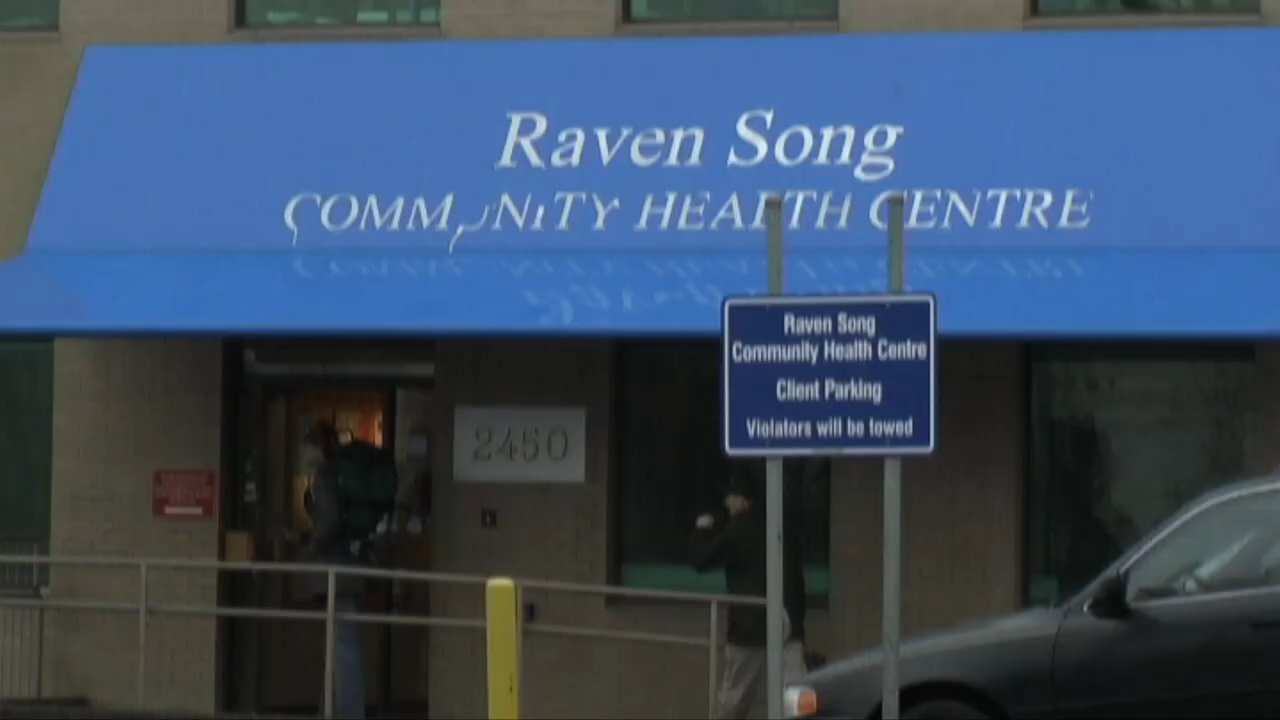 Raven Song
COMMUNITY HEALTH CENTRE
Raven Song
Community Health Centre
Client Parking
Violators will be towed
2450